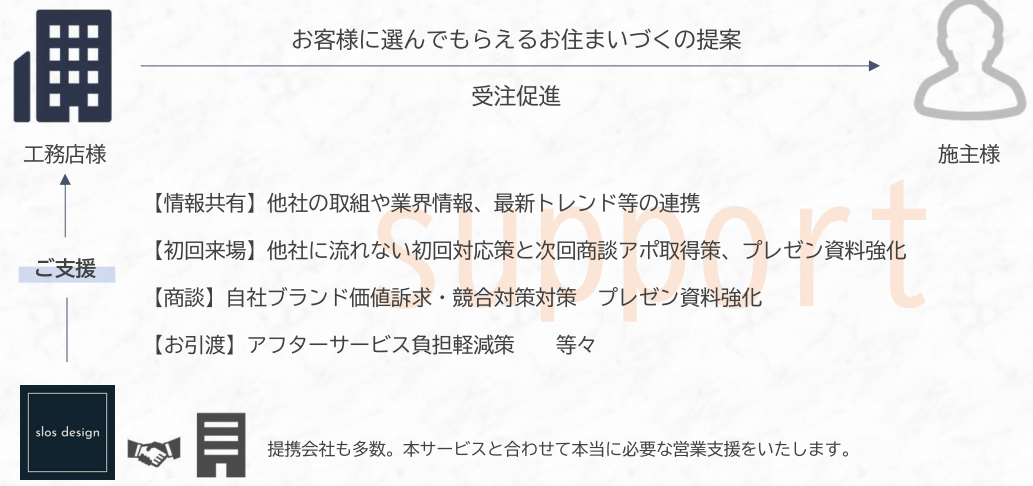 お客様に選んでもらえるお住まいづくの提案
受注促進
工務店様
施主様
support
【情報共有】他社の取組や業界情報、最新トレンド等の連携
【初回来場】他社に流れない初回対応策と次回商談アポ取得策、プレゼン資料強化
ご支援
【商談】自社ブランド価値訴求・競合対策対策　プレゼン資料強化
【お引渡】アフターサービス負担軽減策　　等々
slos design
提携会社も多数。本サービスと合わせて本当に必要な営業支援をいたします。